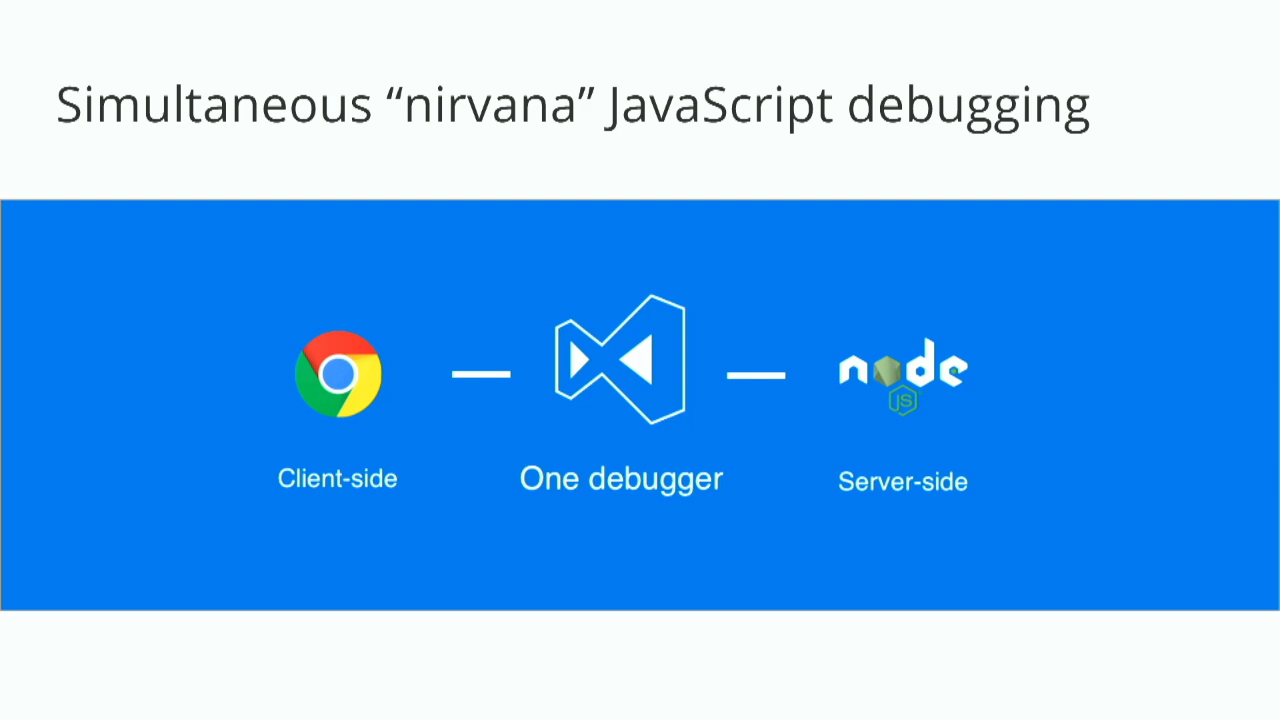 Simultaneous “nirvana” JavaScript debugging
node
JS
Client-side
One debugger
Server-side